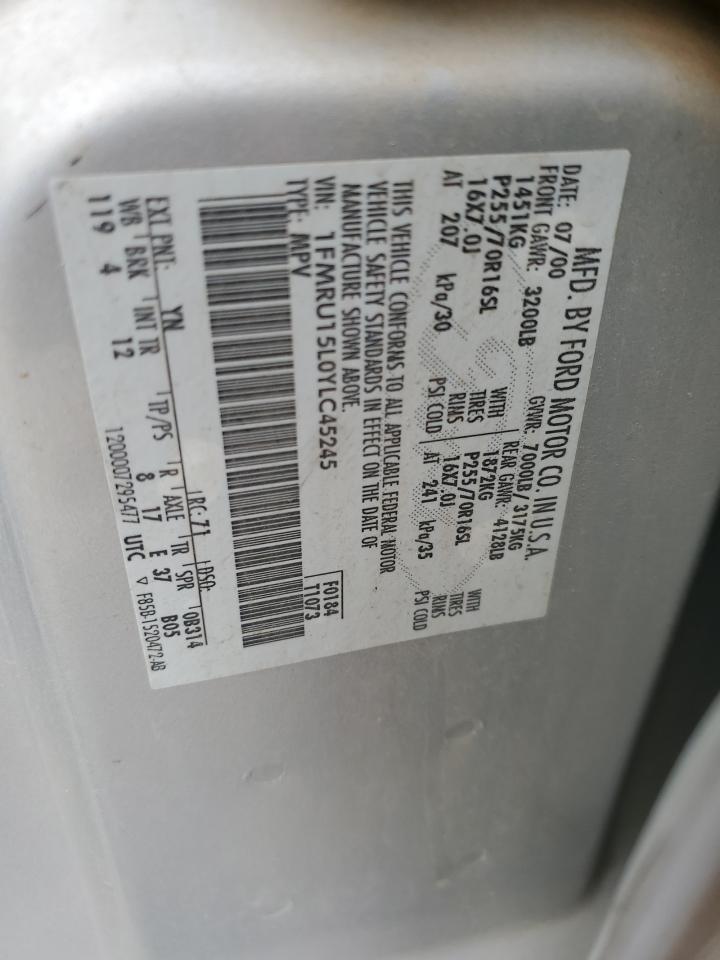 MFD. BY FORD MOTOR CO. IN U.S.A.
DATE: 07/00 GVWR: 7000LB/3175KG
FRONT GAWR: 3200LB REAR GAWR: 4128LB
1451KG WITH 1872KG WITH
P255/70R16SL TIRES P255/70R16SL TIRES
16X7.0J RIMS 16X7.0J RIMS
AT 207 kPa/30 PSI COLD AT 241 kPa/35 PSI COLD
THIS VEHICLE CONFORMS TO ALL APPLICABLE FEDERAL MOTOR
VEHICLE SAFETY STANDARDS IN EFFECT ON THE DATE OF
MANUFACTURE SHOWN ABOVE.
VIN: 1FMRU15L0YLC45245 F0184
TYPE: MPV T1073
EXT PNT: YN RC: 71 DSO:
WB BRK INT TR TP/PS R AXLE TR SPR 0B314
119 4 12 8 17 E 37 B05
1200007295477 UTC ▽ F85B-1520472-AB